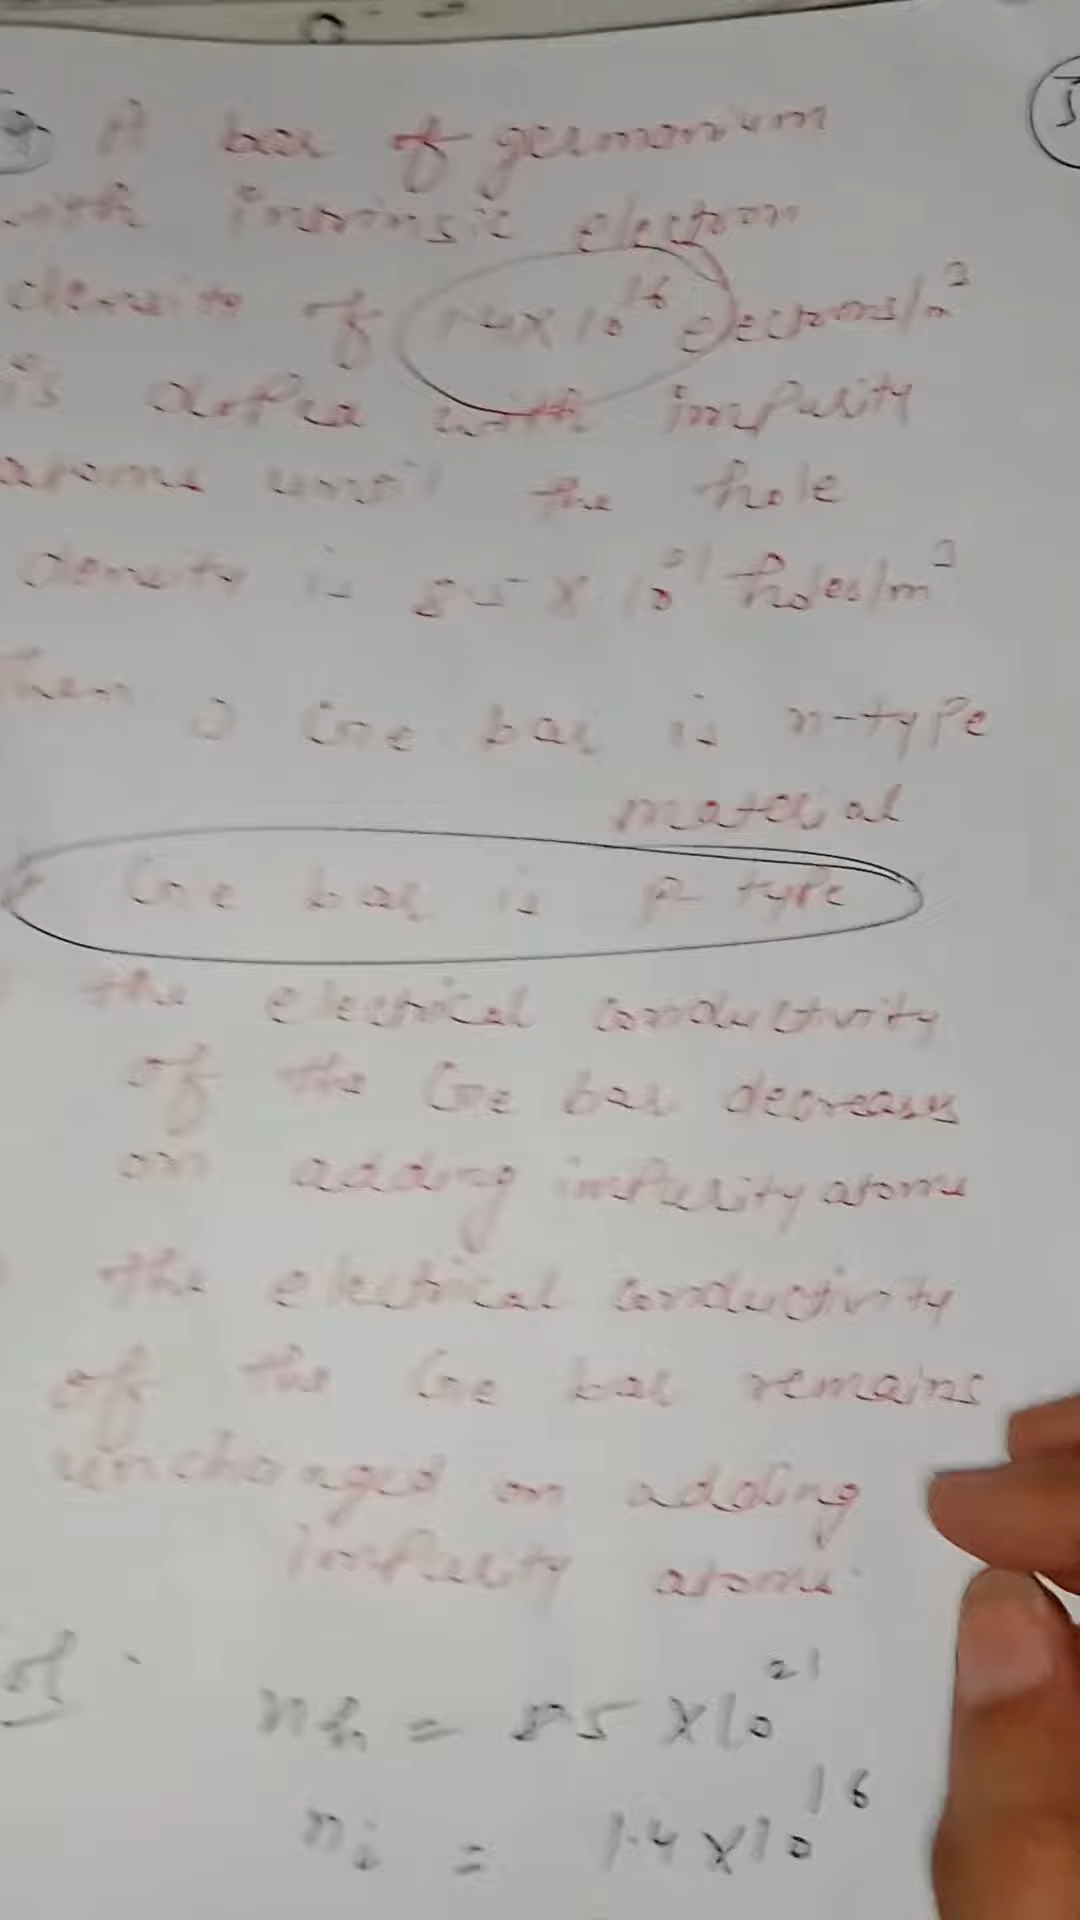 A bar of germanium
with intrinsic electron
density of 1.4 X 10^16 electrons/m^3
is doped with impurity
atoms until the hole
density is 8.5 X 10^21 holes/m^3
Then Ge bar is n-type
material
Ge bar is p type
the electrical conductivity
of the Ge bar decreases
on adding impurity atoms
the electrical conductivity
of the Ge bar remains
unchanged on adding
impurity atoms
nh = 8.5 X 10^21
ni = 1.4 X 10^16